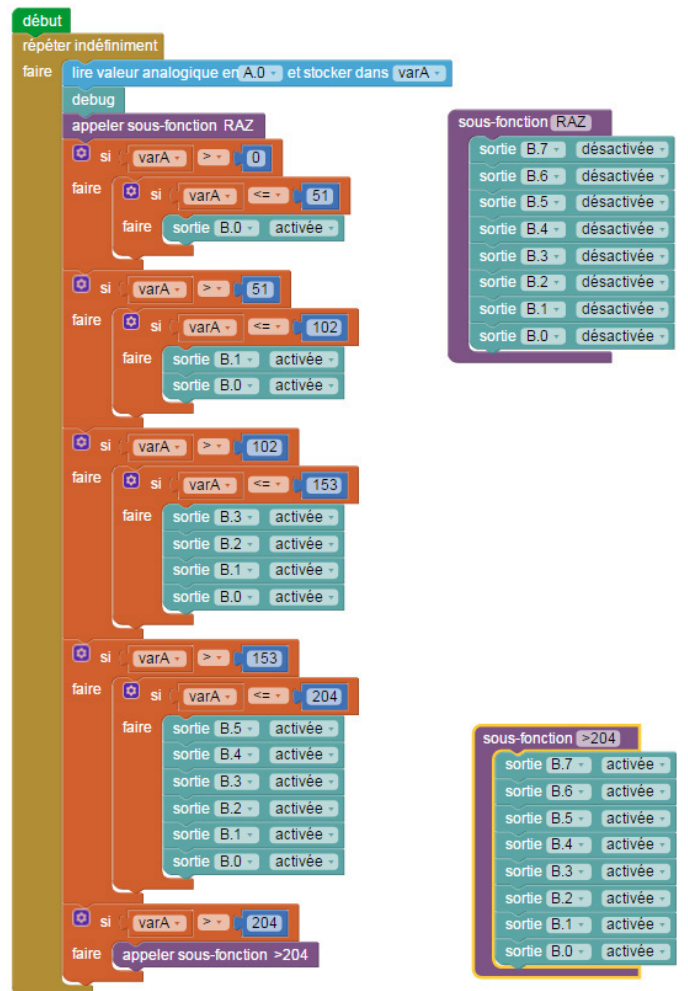 début
répéter indéfiniment
faire lire valeur analogique en A.0 et stocker dans varA
debug
appeler sous-fonction RAZ
si varA > 0
faire si varA <= 51
faire sortie B.0 activée
si varA > 51
faire si varA <= 102
faire sortie B.1 activée
sortie B.0 activée
si varA > 102
faire si varA <= 153
faire sortie B.3 activée
sortie B.2 activée
sortie B.1 activée
sortie B.0 activée
si varA > 153
faire si varA <= 204
faire sortie B.5 activée
sortie B.4 activée
sortie B.3 activée
sortie B.2 activée
sortie B.1 activée
sortie B.0 activée
si varA > 204
faire appeler sous-fonction >204
sous-fonction RAZ
sortie B.7 désactivée
sortie B.6 désactivée
sortie B.5 désactivée
sortie B.4 désactivée
sortie B.3 désactivée
sortie B.2 désactivée
sortie B.1 désactivée
sortie B.0 désactivée
sous-fonction >204
sortie B.7 activée
sortie B.6 activée
sortie B.5 activée
sortie B.4 activée
sortie B.3 activée
sortie B.2 activée
sortie B.1 activée
sortie B.0 activée